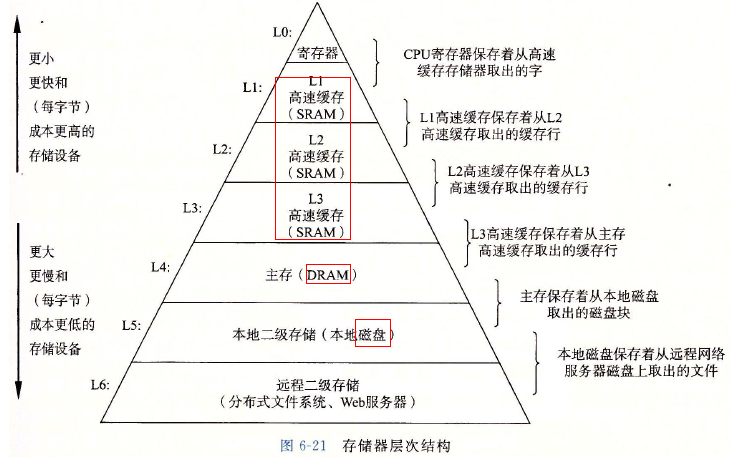 L0:
寄存器
CPU寄存器保存着从高速
缓存存储器取出的字
更小
更快和
（每字节）
成本更高的
存储设备
L1:
L1
高速缓存
（SRAM）
L1高速缓存保存着从L2
高速缓存取出的缓存行
L2:
L2
高速缓存
（SRAM）
L2高速缓存保存着从L3
高速缓存取出的缓存行
L3:
L3
高速缓存
（SRAM）
L3高速缓存保存着从主存
高速缓存取出的缓存行
更大
更慢和
（每字节）
成本更低的
存储设备
L4:
主存（DRAM）
主存保存着从本地磁盘
取出的磁盘块
L5:
本地二级存储（本地磁盘）
本地磁盘保存着从远程网络
服务器磁盘上取出的文件
L6:
远程二级存储
（分布式文件系统、Web服务器）
图 6-21 存储器层次结构